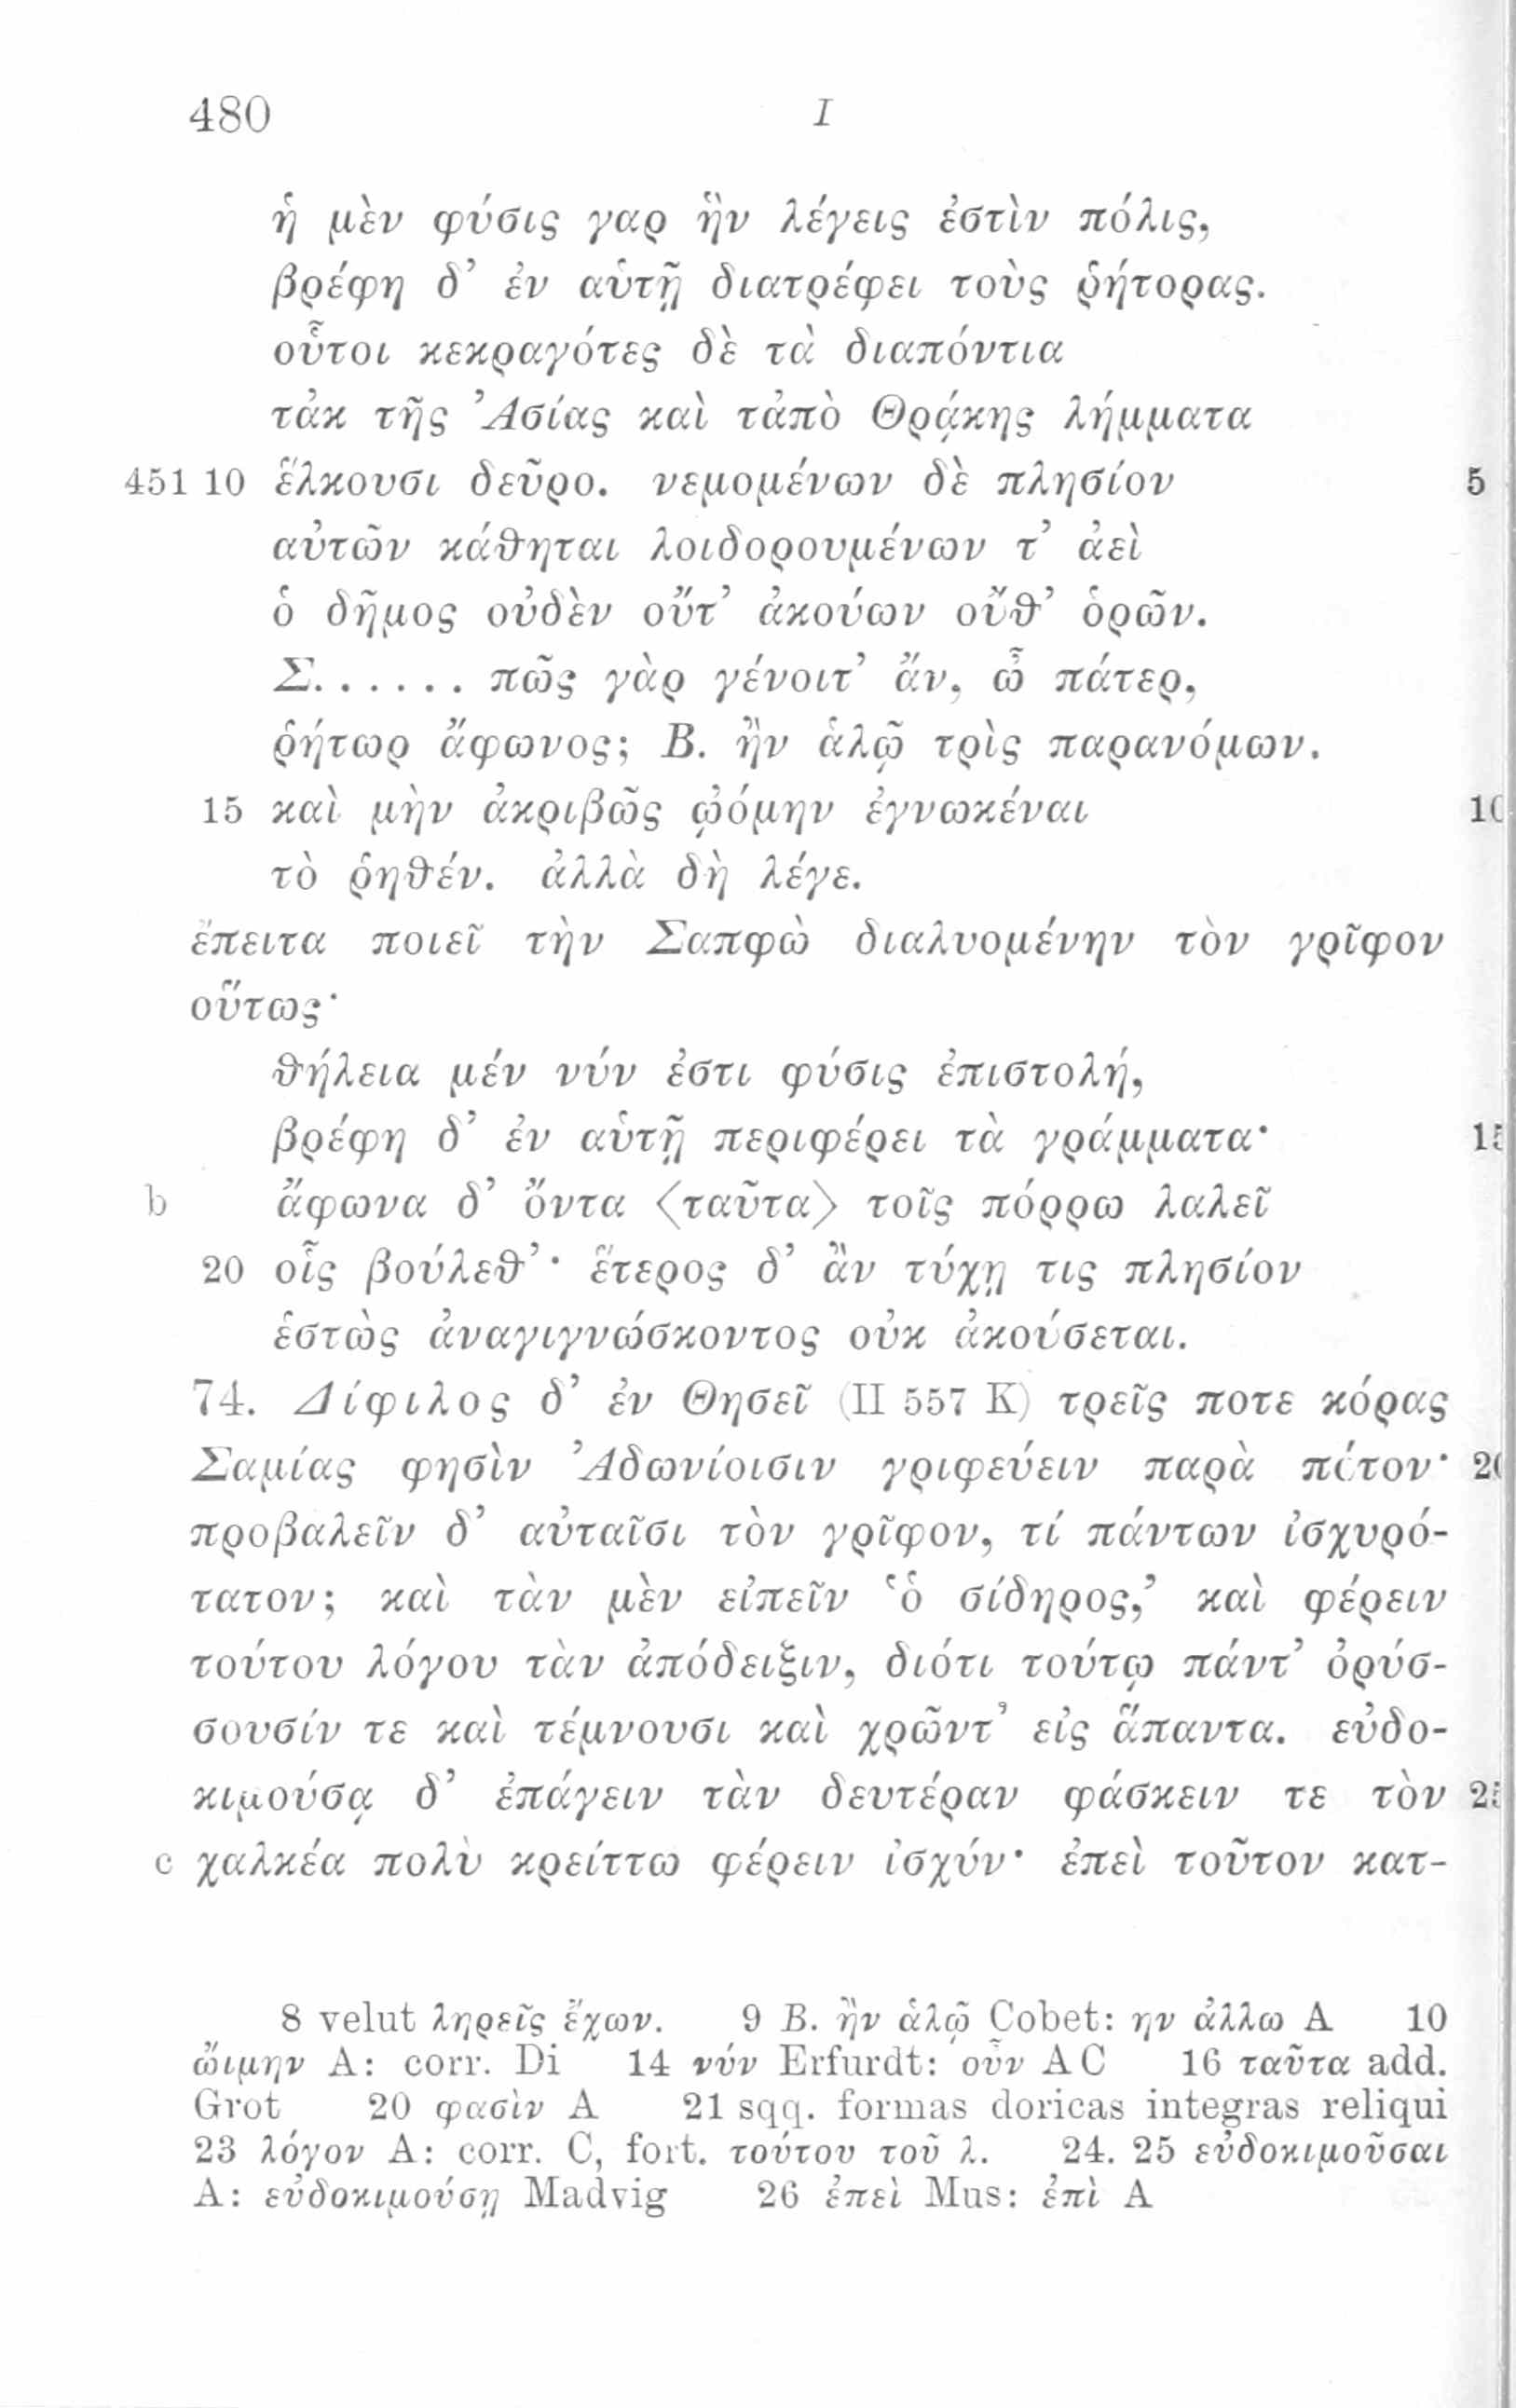 480 I
ἡ μὲν φύσις γαρ ἣν λέγεις ἐστὶν πόλις,
βρέφη δ’ ἐν αὑτῇ διατρέφει τοὺς ῥήτορας.
οὗτοι κεκραγότες δὲ τὰ διαπόντια
τἀκ τῆς Ἀσίας καὶ τἀπὸ Θρᾴκης λήμματα
451 10 ἕλκουσι δεῦρο. νεμομένων δὲ πλησίον 5
αὐτῶν κάθηται λοιδορουμένων τ’ ἀεὶ
ὁ δῆμος οὐδὲν οὔτ’ ἀκούων οὔθ’ ὁρῶν.
Σ. . . . . . . πῶς γὰρ γένοιτ’ ἄν, ὦ πάτερ,
ῥήτωρ ἄφωνος; Β. ἢν ἁλῷ τρὶς παρανόμων.
15 καὶ μὴν ἀκριβῶς ᾠόμην ἐγνωκέναι 10
τὸ ῥηθέν. ἀλλὰ δὴ λέγε.
ἔπειτα ποιεῖ τὴν Σαπφὼ διαλυομένην τὸν γρῖφον
οὕτως·
θήλεια μέν νύν ἐστι φύσις ἐπιστολή,
βρέφη δ’ ἐν αὑτῇ περιφέρει τὰ γράμματα· 15
b ἄφωνα δ’ ὄντα ⟨ταῦτα⟩ τοῖς πόρρω λαλεῖ
20 οἷς βούλεθ’· ἕτερος δ’ ἂν τύχῃ τις πλησίον
ἑστὼς ἀναγιγνώσκοντος οὐκ ἀκούσεται.
74. Δίφιλος δ’ ἐν Θησεῖ (II 557 K) τρεῖς ποτε κόρας
Σαμίας φησὶν Ἀδωνίοισιν γριφεύειν παρὰ πότον· 20
προβαλεῖν δ’ αὐταῖσι τὸν γρῖφον, τί πάντων ἰσχυρό-
τατον; καὶ τὰν μὲν εἰπεῖν ‘ὁ σίδηρος,’ καὶ φέρειν
τούτου λόγου τὰν ἀπόδειξιν, διότι τούτῳ πάντ’ ὀρύσ-
σουσίν τε καὶ τέμνουσι καὶ χρῶντ’ εἰς ἅπαντα. εὐδο-
κιμούσᾳ δ’ ἐπάγειν τὰν δευτέραν φάσκειν τε τὸν 25
c χαλκέα πολὺ κρείττω φέρειν ἰσχύν· ἐπεὶ τοῦτον κατ-
8 velut ληρεῖς ἔχων. 9 Β. ἢν ἁλῷ Cobet: ην ἀλλω A 10
ὤιμην A: corr. Di 14 νύν Erfurdt: οὖν AC 16 ταῦτα add.
Grot 20 φασὶν A 21 sqq. formas doricas integras reliqui
23 λόγον A: corr. C, fort. τούτου τοῦ λ. 24. 25 εὐδοκιμοῦσαι
A: εὐδοκιμούσῃ Madvig 26 ἐπεὶ Mus: ἐπὶ A